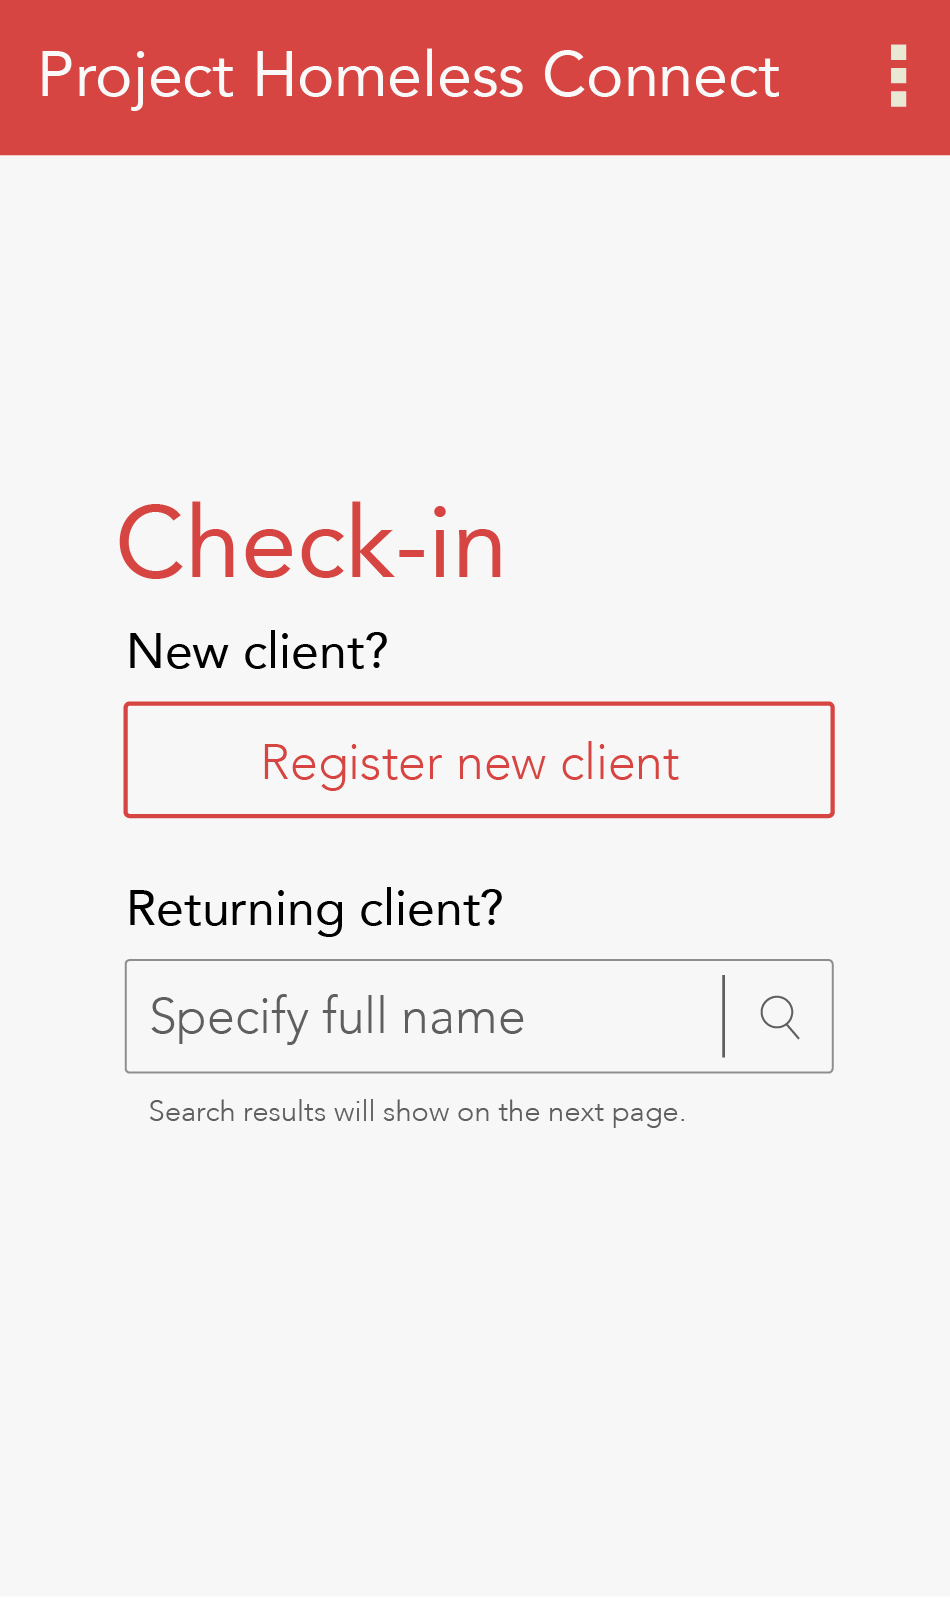 Project Homeless Connect
Check-in
New client?
Register new client
Returning client?
Specify full name
Search results will show on the next page.